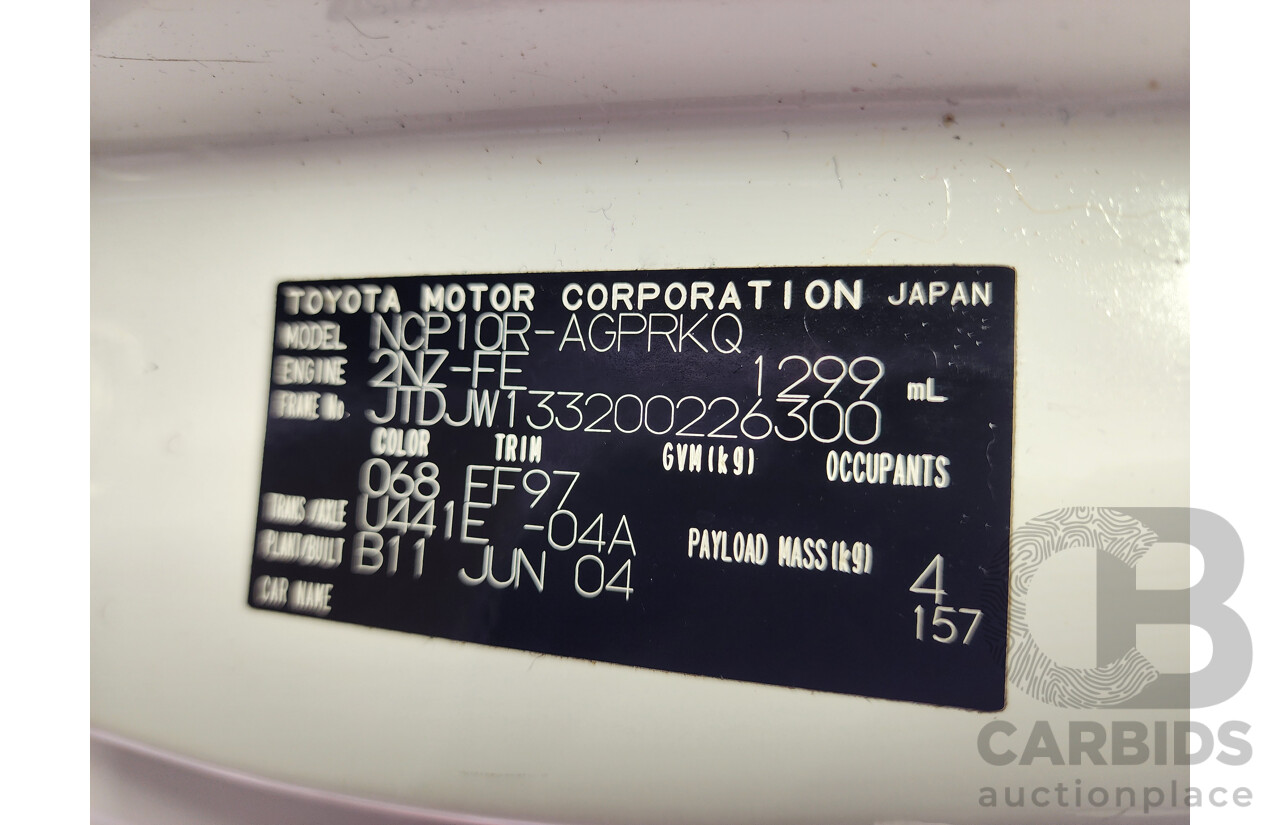 TOYOTA MOTOR CORPORATION JAPAN
MODEL NCP10R-AGPRKQ
ENGINE 2NZ-FE 1299 mL
FRAME No. JTDJW133200226300
COLOR TRIM GVM(kg) OCCUPANTS
068 EF97
TRANS/AXLE U441E -04A PAYLOAD MASS(kg) 4
PLANT/BUILT B11 JUN 04 157
CAR NAME
CB
CARBIDS
auctionplace